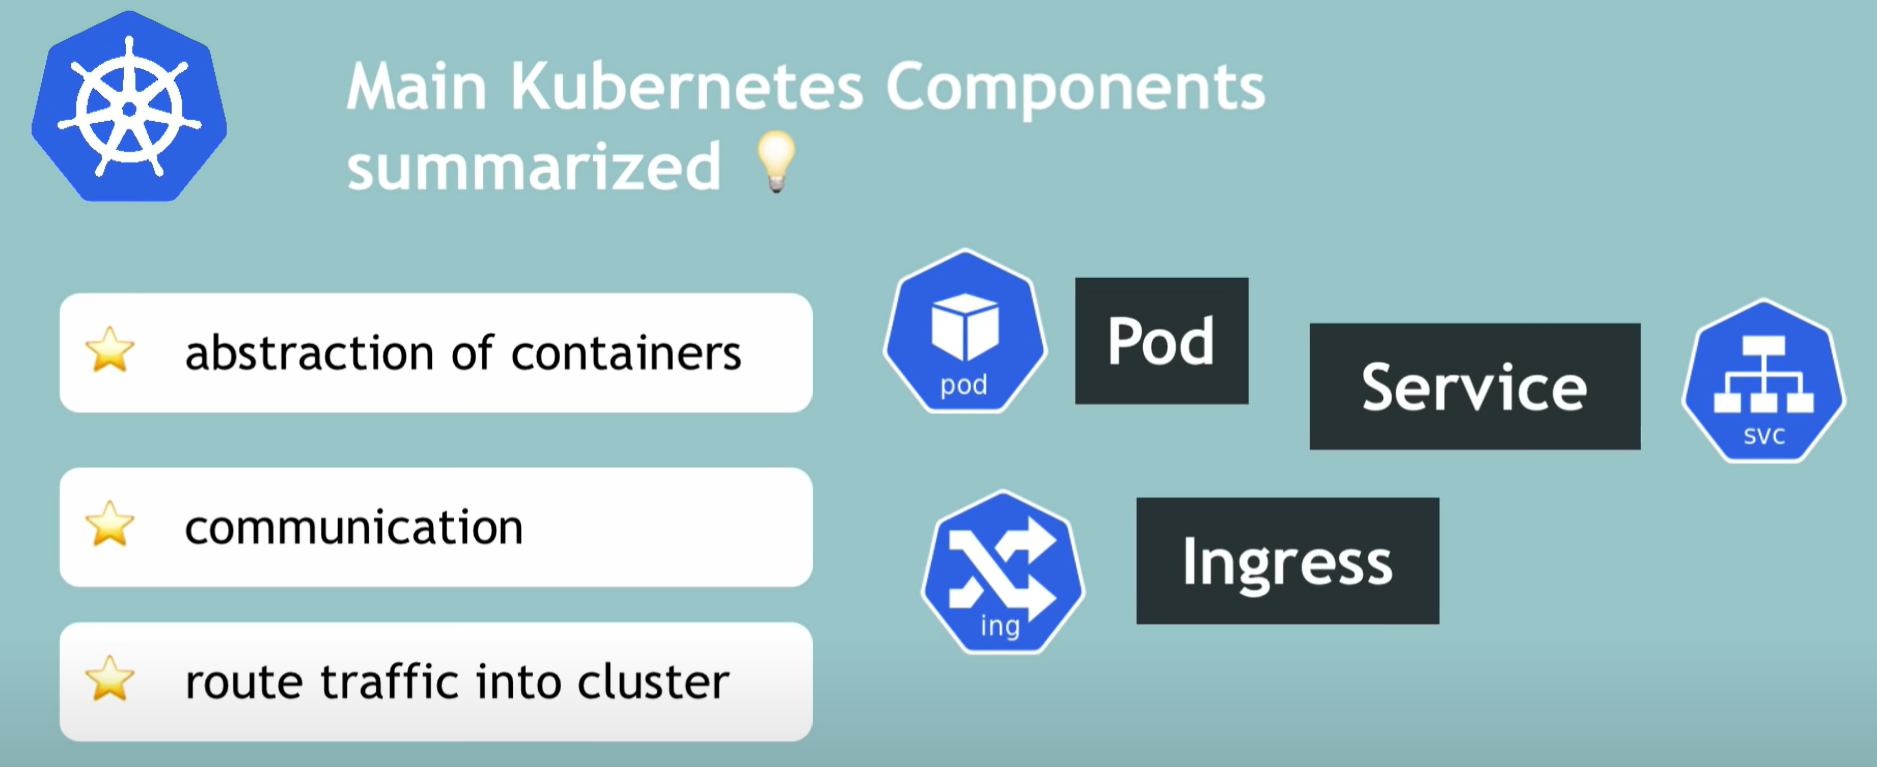 Main Kubernetes Components
summarized
abstraction of containers
communication
route traffic into cluster
pod
Pod
Service
svc
ing
Ingress